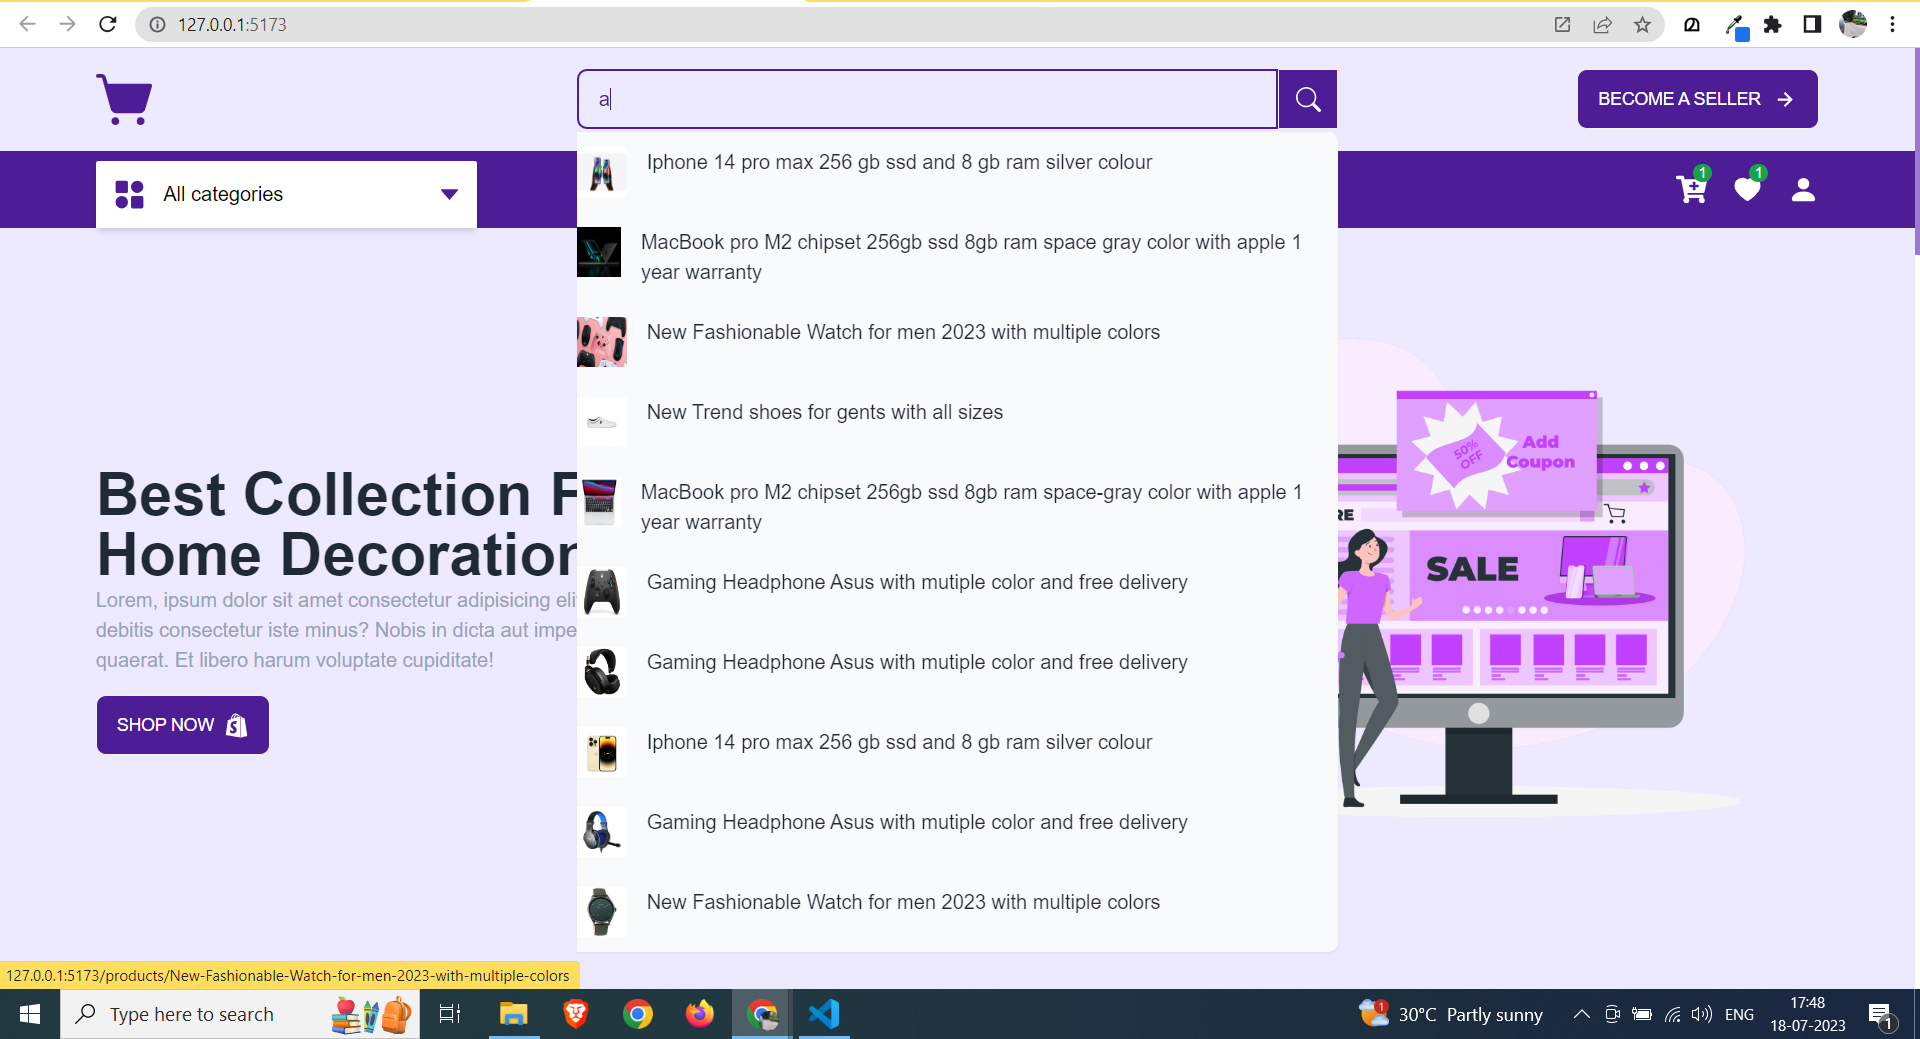 127.0.0.1:5173
a
BECOME A SELLER
All categories
1
1
Iphone 14 pro max 256 gb ssd and 8 gb ram silver colour
MacBook pro M2 chipset 256gb ssd 8gb ram space gray color with apple 1
year warranty
New Fashionable Watch for men 2023 with multiple colors
New Trend shoes for gents with all sizes
MacBook pro M2 chipset 256gb ssd 8gb ram space-gray color with apple 1
year warranty
Gaming Headphone Asus with mutiple color and free delivery
Gaming Headphone Asus with mutiple color and free delivery
Iphone 14 pro max 256 gb ssd and 8 gb ram silver colour
Gaming Headphone Asus with mutiple color and free delivery
New Fashionable Watch for men 2023 with multiple colors
Best Collection F
Home Decoration
Lorem, ipsum dolor sit amet consectetur adipisicing eli
debitis consectetur iste minus? Nobis in dicta aut impe
quaerat. Et libero harum voluptate cupiditate!
SHOP NOW
50%
OFF
Add
Coupon
RE
SALE
127.0.0.1:5173/products/New-Fashionable-Watch-for-men-2023-with-multiple-colors
Type here to search
1
30°C Partly sunny
ENG
17:48
18-07-2023
1